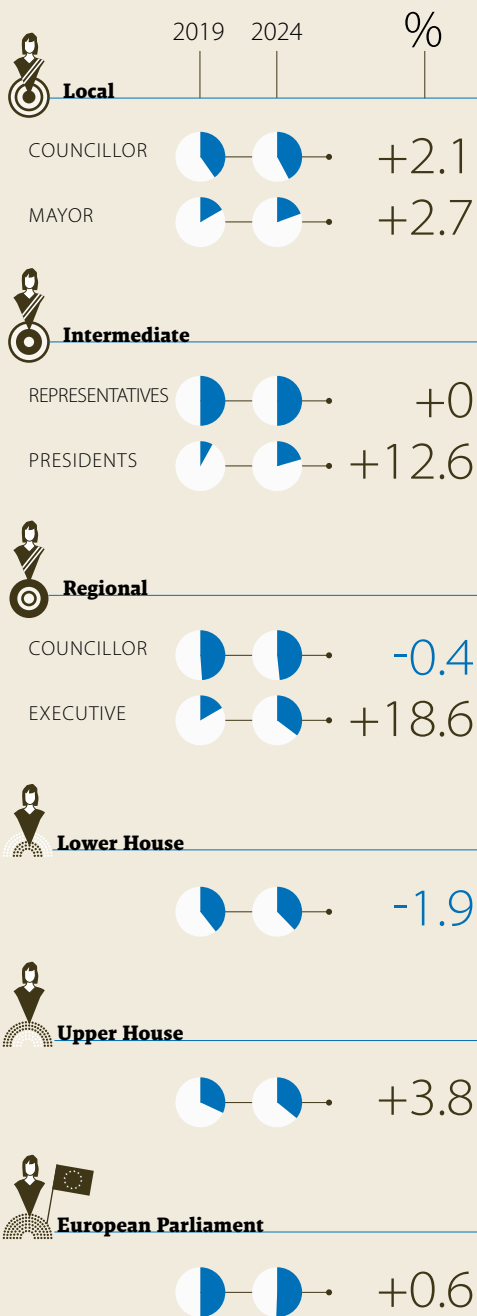 2019 2024 %
Local
COUNCILLOR +2.1
MAYOR +2.7
Intermediate
REPRESENTATIVES +0
PRESIDENTS +12.6
Regional
COUNCILLOR -0.4
EXECUTIVE +18.6
Lower House
-1.9
Upper House
+3.8
European Parliament
+0.6